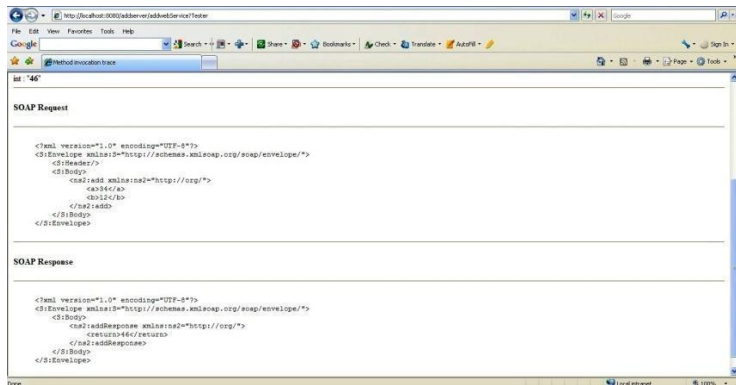 http://localhost:8080/addserver/addwebService?Tester
Google
File Edit View Favorites Tools Help
Google Search Share Bookmarks Check Translate AutoFill Sign In
Method invocation trace Page Tools
int : "46"
SOAP Request
<?xml version="1.0" encoding="UTF-8"?>
<S:Envelope xmlns:S="http://schemas.xmlsoap.org/soap/envelope/">
<S:Header/>
<S:Body>
<ns2:add xmlns:ns2="http://org/">
<a>34</a>
<b>12</b>
</ns2:add>
</S:Body>
</S:Envelope>
SOAP Response
<?xml version="1.0" encoding="UTF-8"?>
<S:Envelope xmlns:S="http://schemas.xmlsoap.org/soap/envelope/">
<S:Body>
<ns2:addResponse xmlns:ns2="http://org/">
<return>46</return>
</ns2:addResponse>
</S:Body>
</S:Envelope>
Done Local intranet 100%